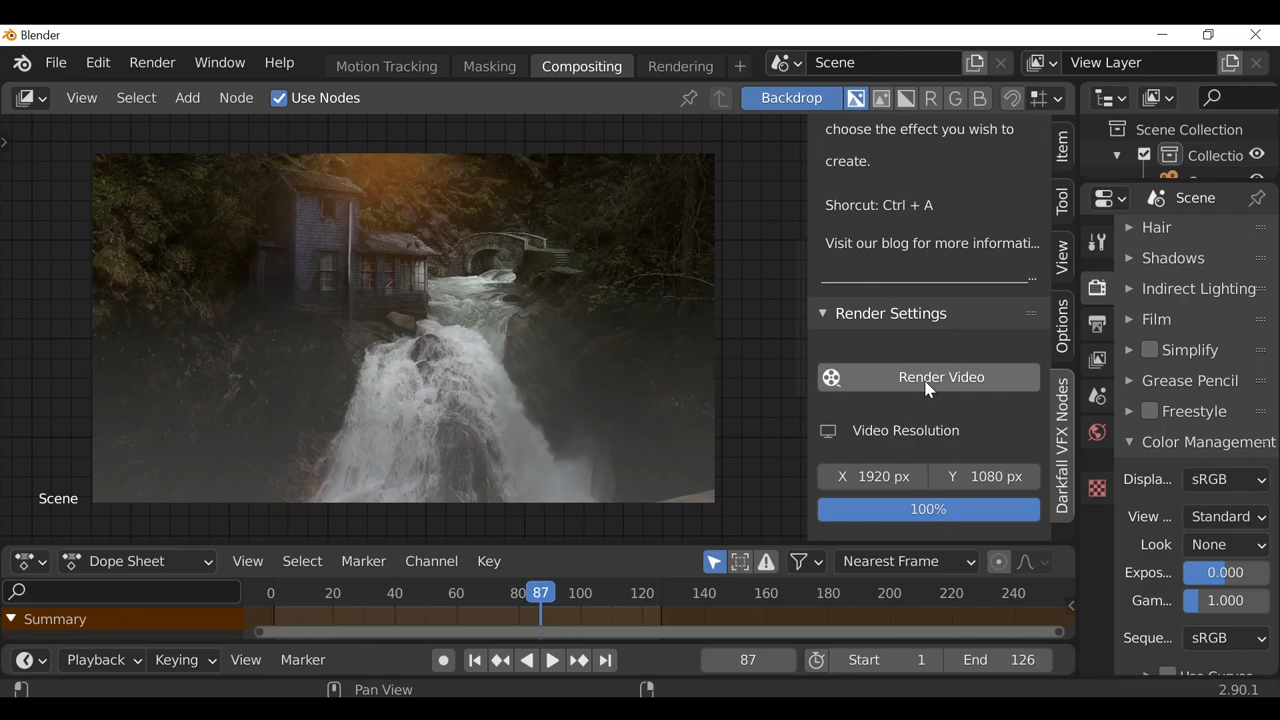 Blender
File Edit Render Window Help Motion Tracking Masking Compositing Rendering + Scene View Layer
View Select Add Node Use Nodes Backdrop R G B
choose the effect you wish to
create.
Shorcut: Ctrl + A
Visit our blog for more informati...
...
Render Settings
Render Video
Video Resolution
X 1920 px Y 1080 px
100%
Item
Tool
View
Options
Darkfall VFX Nodes
Scene
Scene Collection
Collectio
Scene
Hair
Shadows
Indirect Lighting
Film
Simplify
Grease Pencil
Freestyle
Color Management
Displa... sRGB
View ... Standard
Look None
Expos... 0.000
Gam... 1.000
Seque... sRGB
Dope Sheet View Select Marker Channel Key Nearest Frame
0 20 40 60 80 87 100 120 140 160 180 200 220 240
Summary
Playback Keying View Marker 87 Start 1 End 126
Pan View 2.90.1